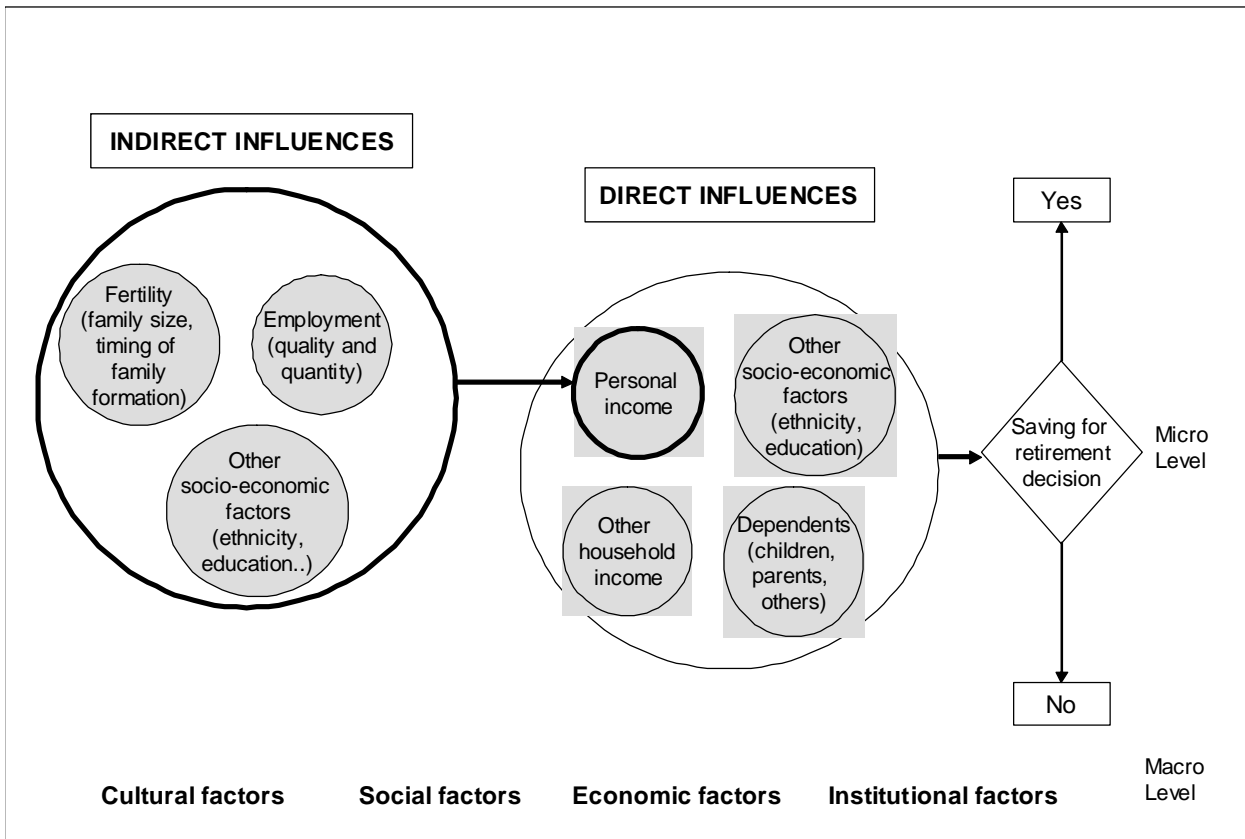 INDIRECT INFLUENCES
Fertility
(family size,
timing of
family
formation)
Employment
(quality and
quantity)
Other
socio-economic
factors
(ethnicity,
education..)
DIRECT INFLUENCES
Personal
income
Other
socio-economic
factors
(ethnicity,
education)
Other
household
income
Dependents
(children,
parents,
others)
Yes
Saving for
retirement
decision
No
Micro
Level
Cultural factors
Social factors
Economic factors
Institutional factors
Macro
Level